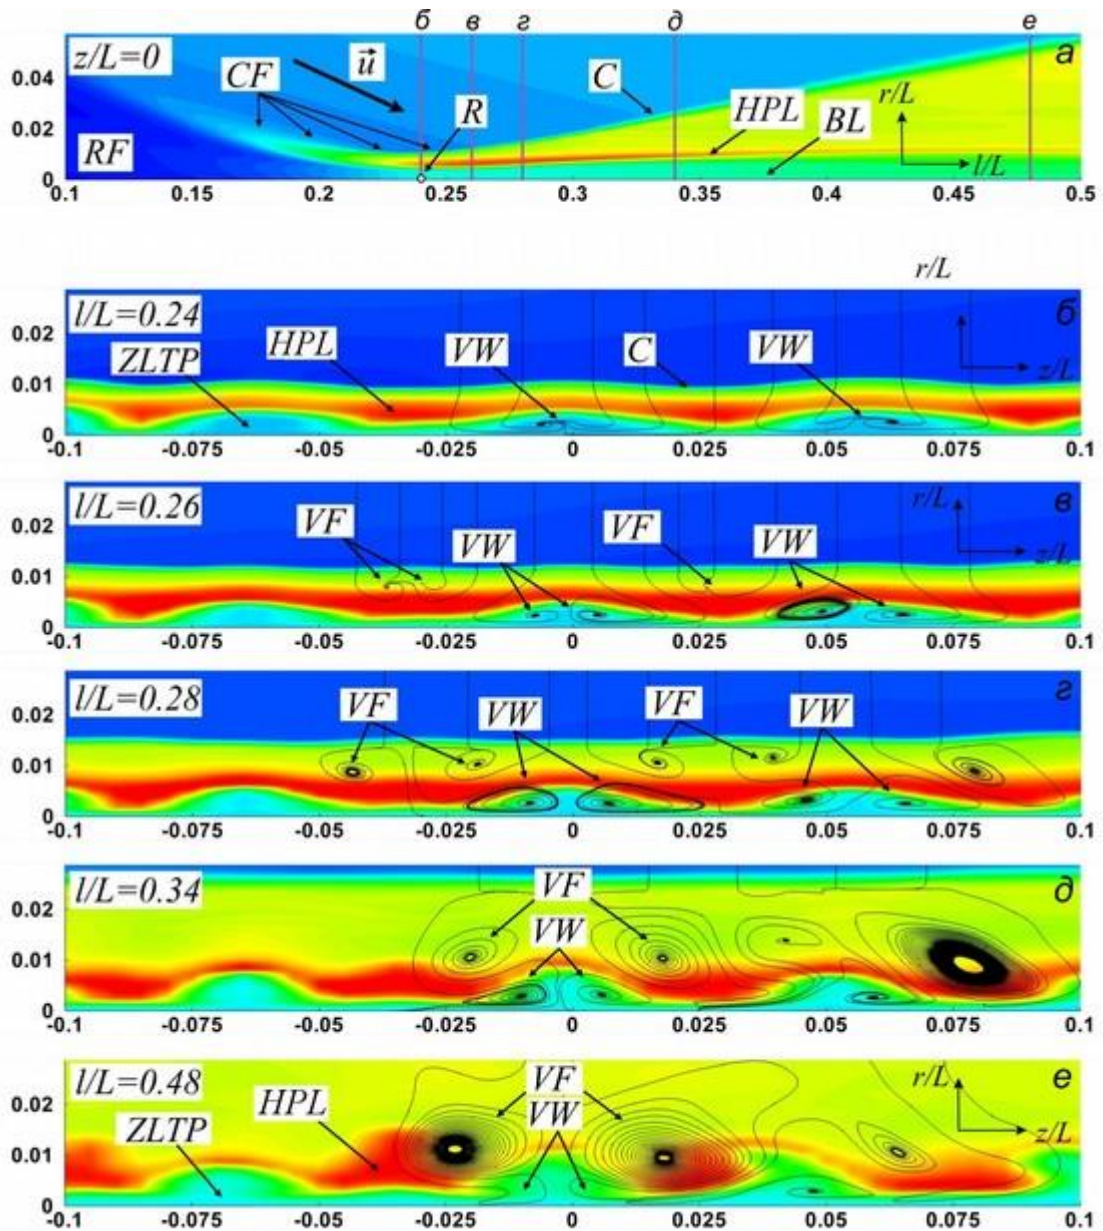 б в г д е
z/L=0 CF u R C HPL BL r/L l/L RF а
0.04
0.02
0
0.1 0.15 0.2 0.25 0.3 0.35 0.4 0.45 0.5
r/L
l/L=0.24 ZLTP HPL VW C VW z/L б
0.02
0.01
0
-0.1 -0.075 -0.05 -0.025 0 0.025 0.05 0.075 0.1
l/L=0.26 VF VW VF VW r/L z/L в
0.02
0.01
0
-0.1 -0.075 -0.05 -0.025 0 0.025 0.05 0.075 0.1
l/L=0.28 VF VW VF VW г
0.02
0.01
0
-0.1 -0.075 -0.05 -0.025 0 0.025 0.05 0.075 0.1
l/L=0.34 VF VW д
0.02
0.01
0
-0.1 -0.075 -0.05 -0.025 0 0.025 0.05 0.075 0.1
l/L=0.48 ZLTP HPL VF VW r/L z/L е
0.02
0.01
0
-0.1 -0.075 -0.05 -0.025 0 0.025 0.05 0.075 0.1